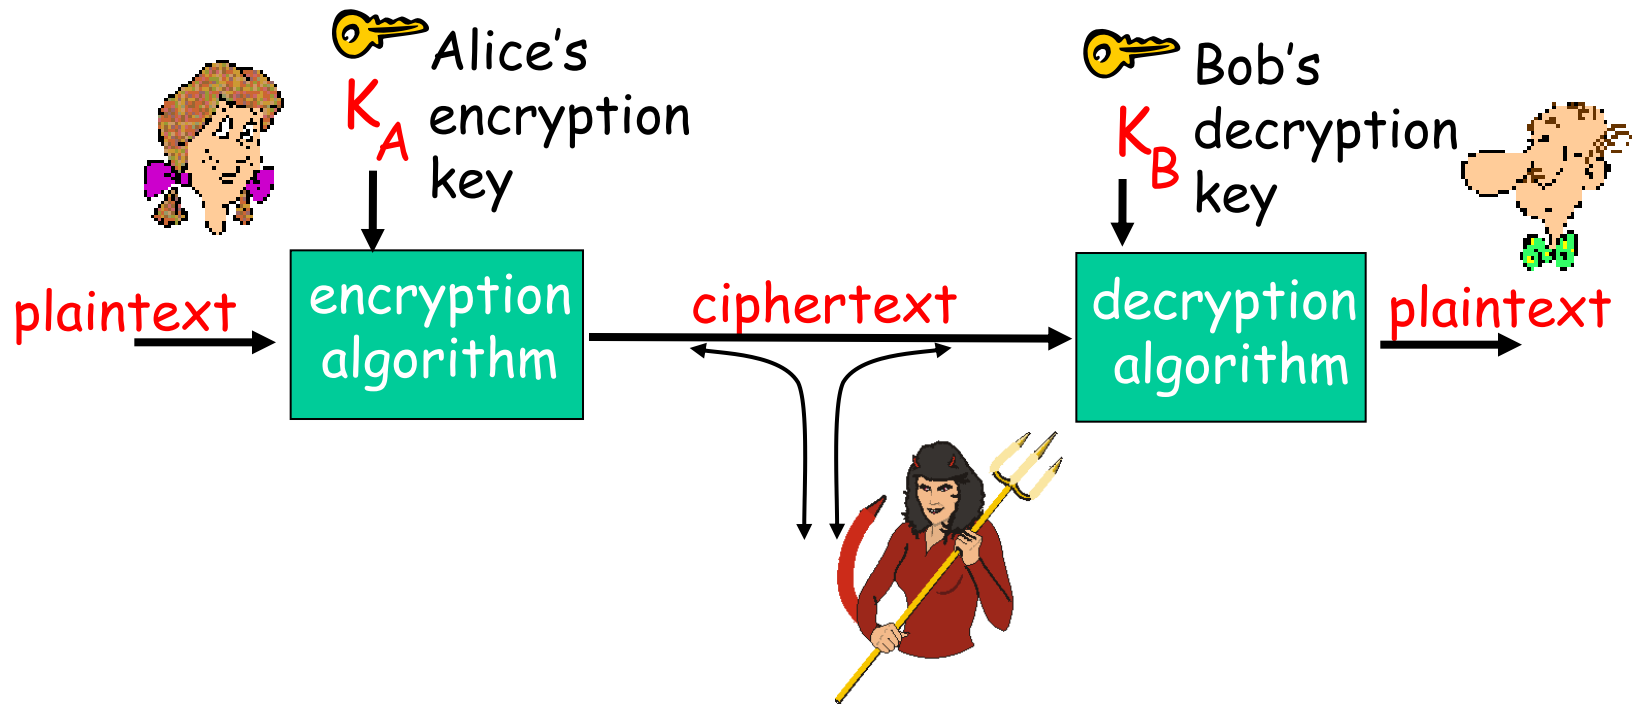 Alice's
encryption
key
K
A
Bob's
decryption
key
K
B
plaintext
encryption
algorithm
ciphertext
decryption
algorithm
plaintext